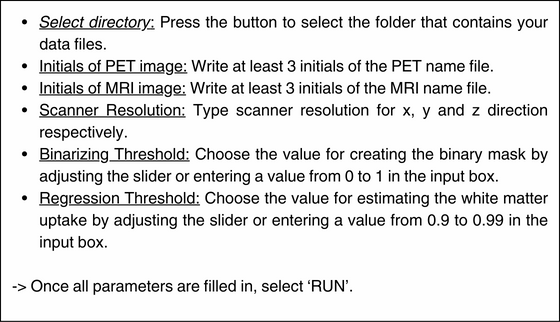 • Select directory: Press the button to select the folder that contains your
data files.
• Initials of PET image: Write at least 3 initials of the PET name file.
• Initials of MRI image: Write at least 3 initials of the MRI name file.
• Scanner Resolution: Type scanner resolution for x, y and z direction
respectively.
• Binarizing Threshold: Choose the value for creating the binary mask by
adjusting the slider or entering a value from 0 to 1 in the input box.
• Regression Threshold: Choose the value for estimating the white matter
uptake by adjusting the slider or entering a value from 0.9 to 0.99 in the
input box.
-> Once all parameters are filled in, select ‘RUN’.